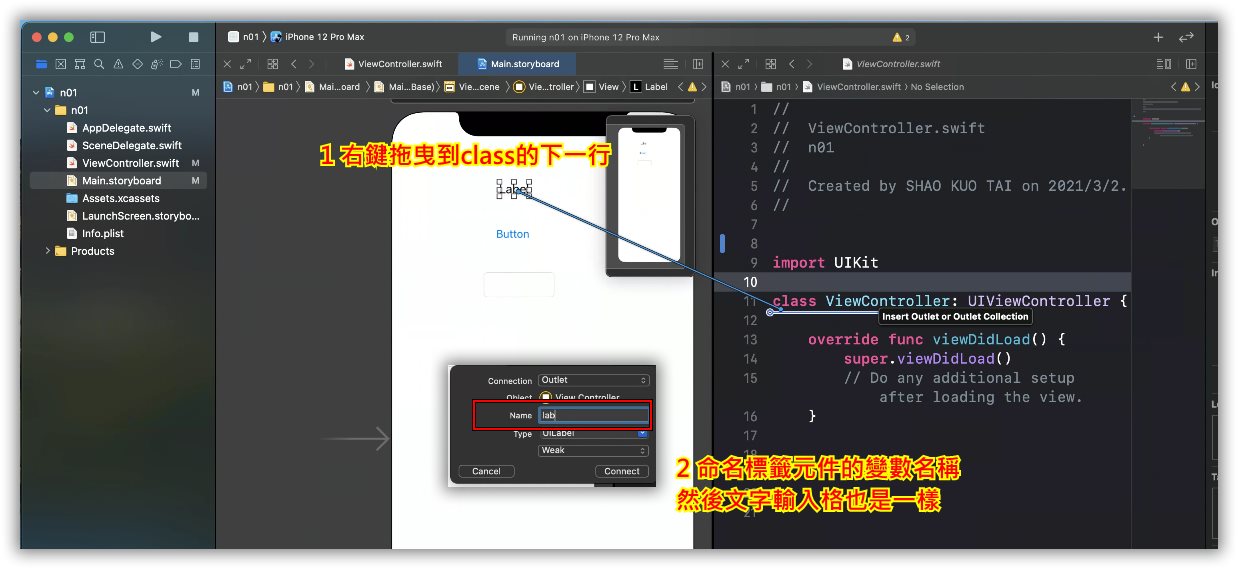 n01 〉 iPhone 12 Pro Max
Running n01 on iPhone 12 Pro Max
2
ViewController.swift
Main.storyboard
ViewController.swift
n01 〉 n01 〉 Mai...oard 〉 Mai...Base) 〉 Vie...cene 〉 Vie...troller 〉 View 〉 L Label
n01 〉 n01 〉 ViewController.swift 〉 No Selection
n01 M
n01
AppDelegate.swift
SceneDelegate.swift
ViewController.swift M
Main.storyboard M
Assets.xcassets
LaunchScreen.storybo...
Info.plist
Products
1 右鍵拖曳到class的下一行
Label
Button
1 //
2 // ViewController.swift
3 // n01
4 //
5 // Created by SHAO KUO TAI on 2021/3/2.
6 //
7
8
9 import UIKit
10
11 class ViewController: UIViewController {
Insert Outlet or Outlet Collection
12
13 override func viewDidLoad() {
14 super.viewDidLoad()
15 // Do any additional setup
after loading the view.
16 }
17
Connection Outlet
Object View Controller
Name lab
Type UILabel
Weak
Cancel Connect
2 命名標籤元件的變數名稱
然後文字輸入格也是一樣